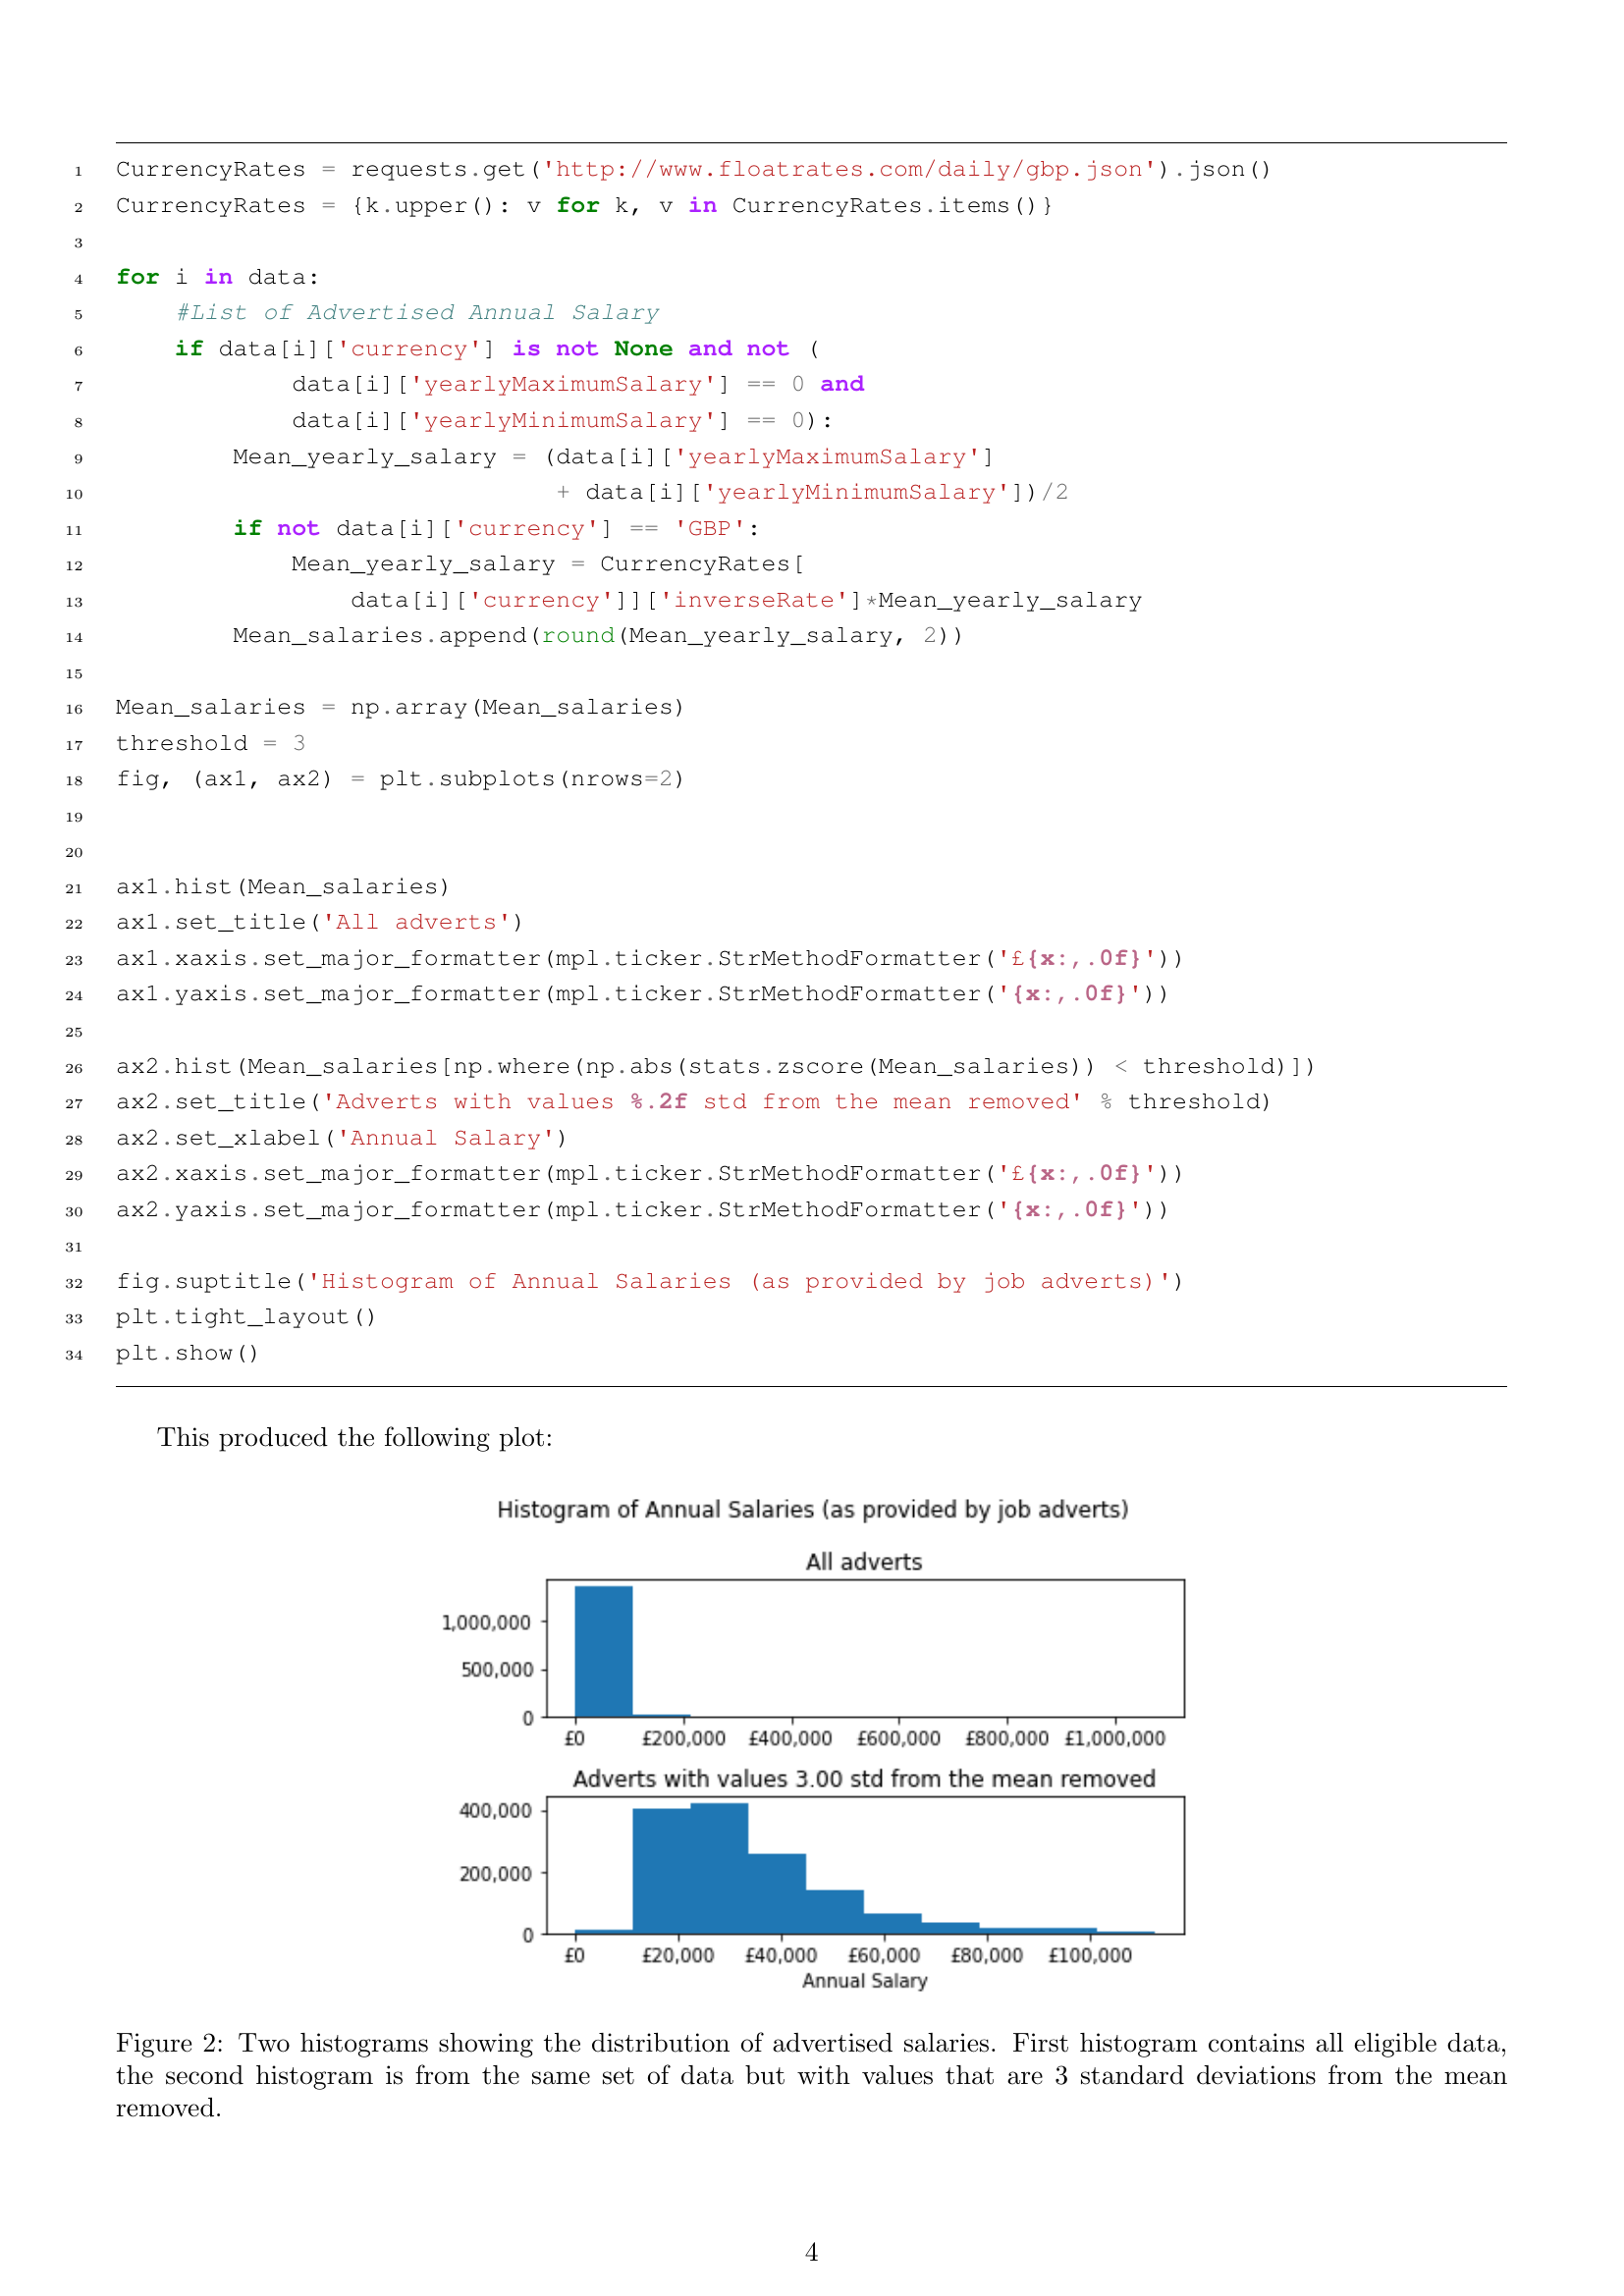 1 CurrencyRates = requests.get('http://www.floatrates.com/daily/gbp.json').json()
2 CurrencyRates = {k.upper(): v for k, v in CurrencyRates.items()}
3
4 for i in data:
5     #List of Advertised Annual Salary
6     if data[i]['currency'] is not None and not (
7             data[i]['yearlyMaximumSalary'] == 0 and
8             data[i]['yearlyMinimumSalary'] == 0):
9         Mean_yearly_salary = (data[i]['yearlyMaximumSalary']
10                               + data[i]['yearlyMinimumSalary'])/2
11         if not data[i]['currency'] == 'GBP':
12             Mean_yearly_salary = CurrencyRates[
13                 data[i]['currency']]['inverseRate']*Mean_yearly_salary
14         Mean_salaries.append(round(Mean_yearly_salary, 2))
15
16 Mean_salaries = np.array(Mean_salaries)
17 threshold = 3
18 fig, (ax1, ax2) = plt.subplots(nrows=2)
19
20
21 ax1.hist(Mean_salaries)
22 ax1.set_title('All adverts')
23 ax1.xaxis.set_major_formatter(mpl.ticker.StrMethodFormatter('£{x:,.0f}'))
24 ax1.yaxis.set_major_formatter(mpl.ticker.StrMethodFormatter('{x:,.0f}'))
25
26 ax2.hist(Mean_salaries[np.where(np.abs(stats.zscore(Mean_salaries)) < threshold)])
27 ax2.set_title('Adverts with values %.2f std from the mean removed' % threshold)
28 ax2.set_xlabel('Annual Salary')
29 ax2.xaxis.set_major_formatter(mpl.ticker.StrMethodFormatter('£{x:,.0f}'))
30 ax2.yaxis.set_major_formatter(mpl.ticker.StrMethodFormatter('{x:,.0f}'))
31
32 fig.suptitle('Histogram of Annual Salaries (as provided by job adverts)')
33 plt.tight_layout()
34 plt.show()
This produced the following plot:
Histogram of Annual Salaries (as provided by job adverts)
All adverts
1,000,000
500,000
0
£0 £200,000 £400,000 £600,000 £800,000 £1,000,000
Adverts with values 3.00 std from the mean removed
400,000
200,000
0
£0 £20,000 £40,000 £60,000 £80,000 £100,000
Annual Salary
Figure 2: Two histograms showing the distribution of advertised salaries. First histogram contains all eligible data,
the second histogram is from the same set of data but with values that are 3 standard deviations from the mean
removed.
4